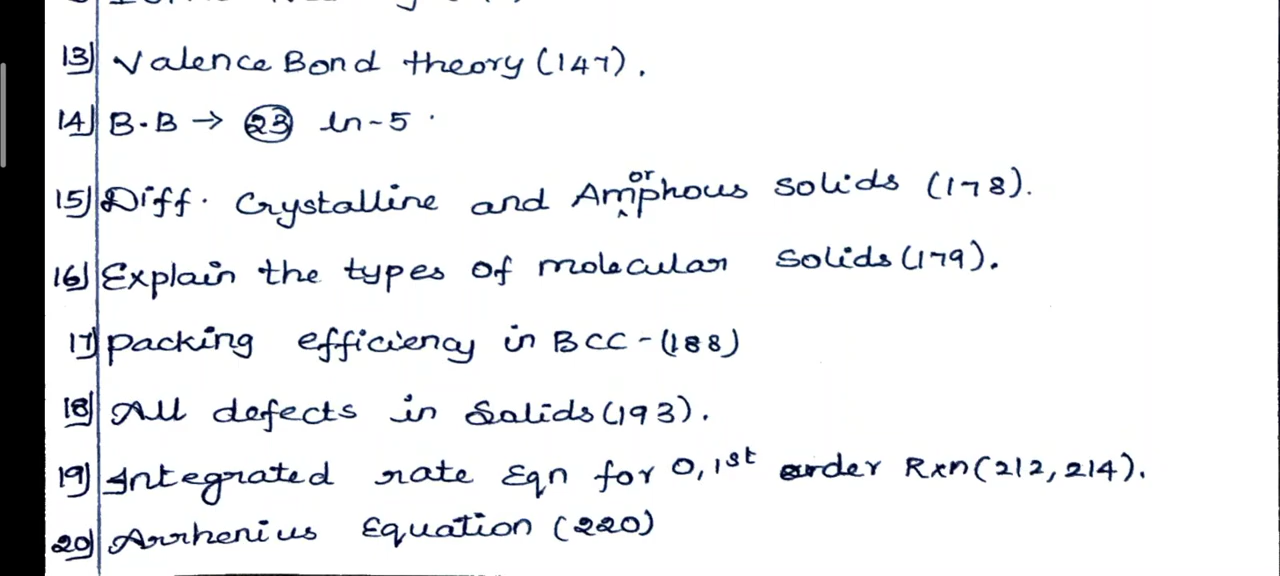 13) Valence Bond theory (147).
14) B.B → 23 ln-5.
15) Diff. Crystalline and Amorphous solids (178).
16) Explain the types of molecular solids (179).
17) packing efficiency in BCC - (188)
18) All defects in Solids (193).
19) Integrated rate Eqn for 0, 1st order Rxn (212, 214).
20) Arrhenius Equation (220)